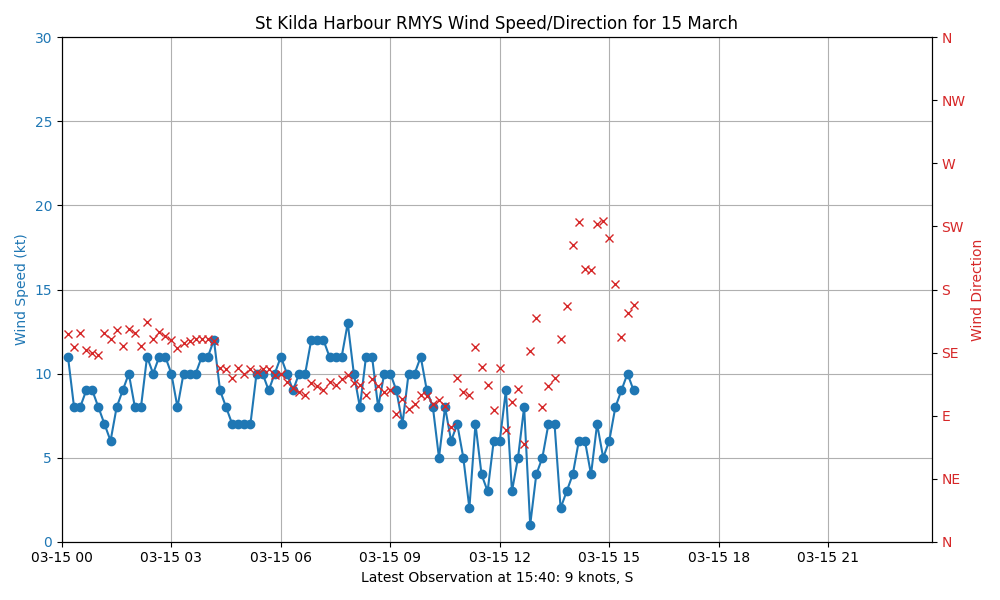 St Kilda Harbour RMYS Wind Speed/Direction for 15 March
30
25
20
15
10
5
0
Wind Speed (kt)
N
NW
W
SW
S
SE
E
NE
N
Wind Direction
03-15 00
03-15 03
03-15 06
03-15 09
03-15 12
03-15 15
03-15 18
03-15 21
Latest Observation at 15:40: 9 knots, S